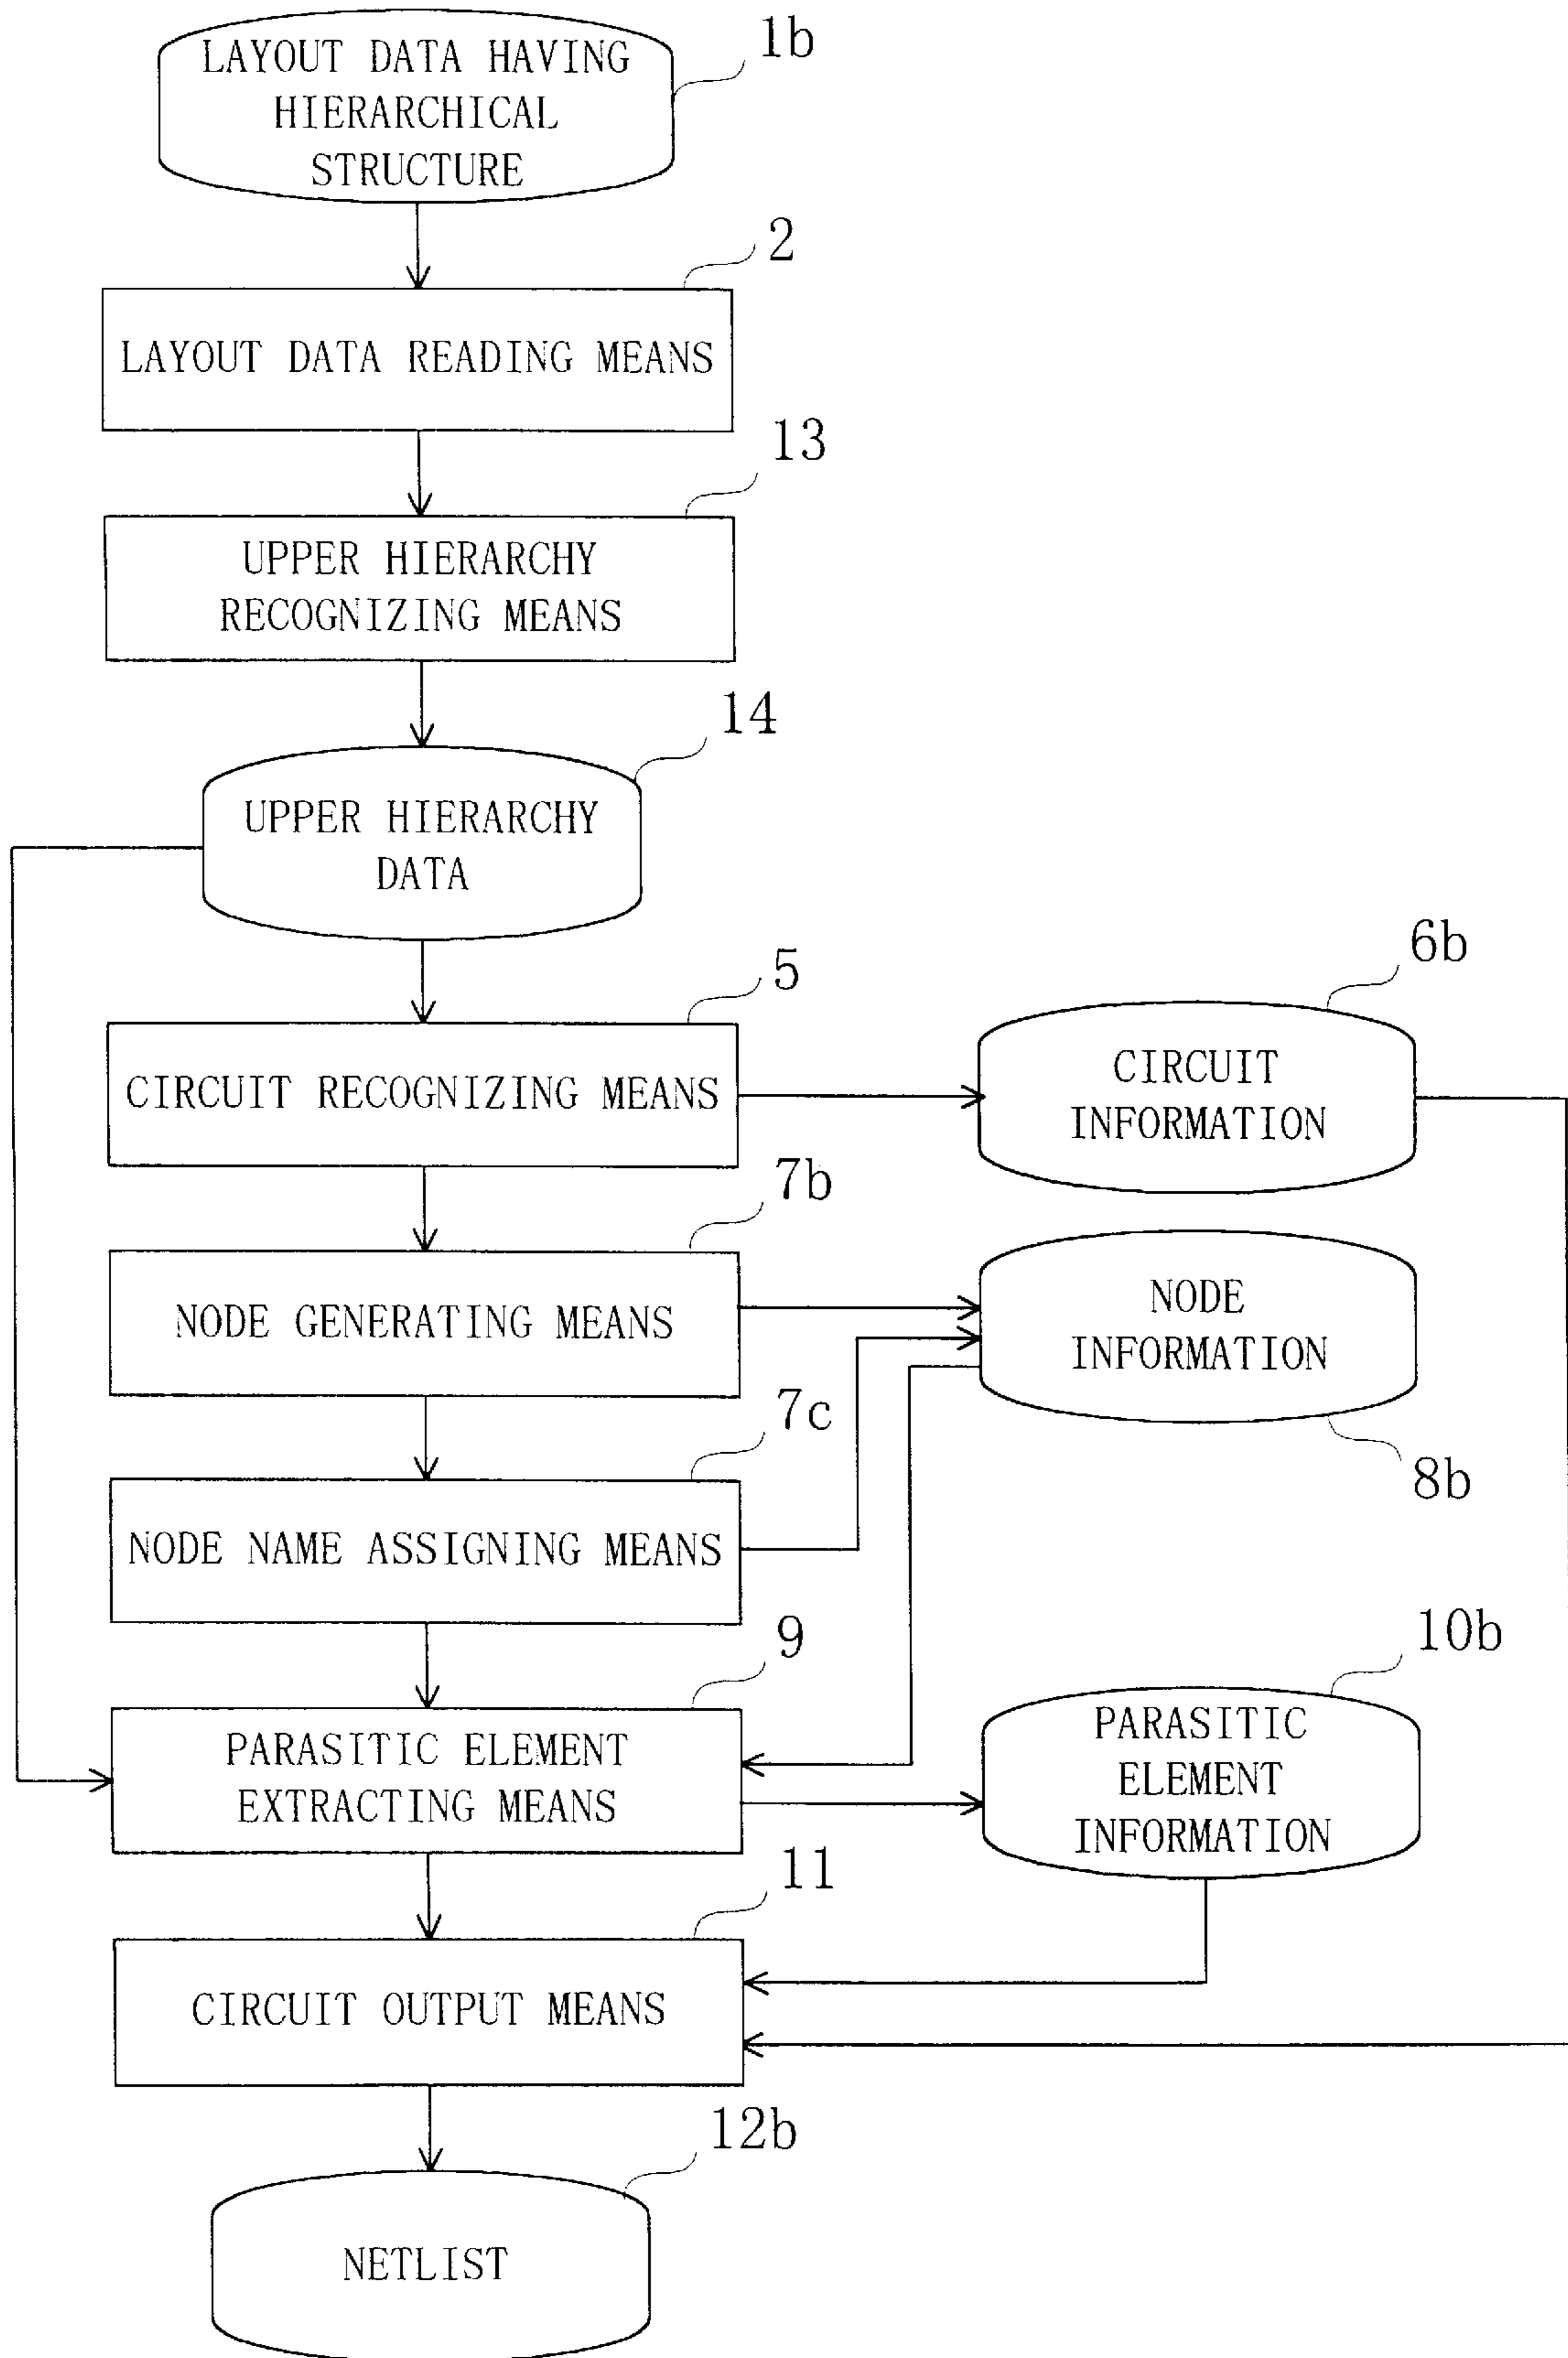 1b
LAYOUT DATA HAVING
HIERARCHICAL
STRUCTURE
2
LAYOUT DATA READING MEANS
13
UPPER HIERARCHY
RECOGNIZING MEANS
14
UPPER HIERARCHY
DATA
5
CIRCUIT RECOGNIZING MEANS
6b
CIRCUIT
INFORMATION
7b
NODE GENERATING MEANS
NODE
INFORMATION
8b
7c
NODE NAME ASSIGNING MEANS
9
PARASITIC ELEMENT
EXTRACTING MEANS
10b
PARASITIC
ELEMENT
INFORMATION
11
CIRCUIT OUTPUT MEANS
12b
NETLIST